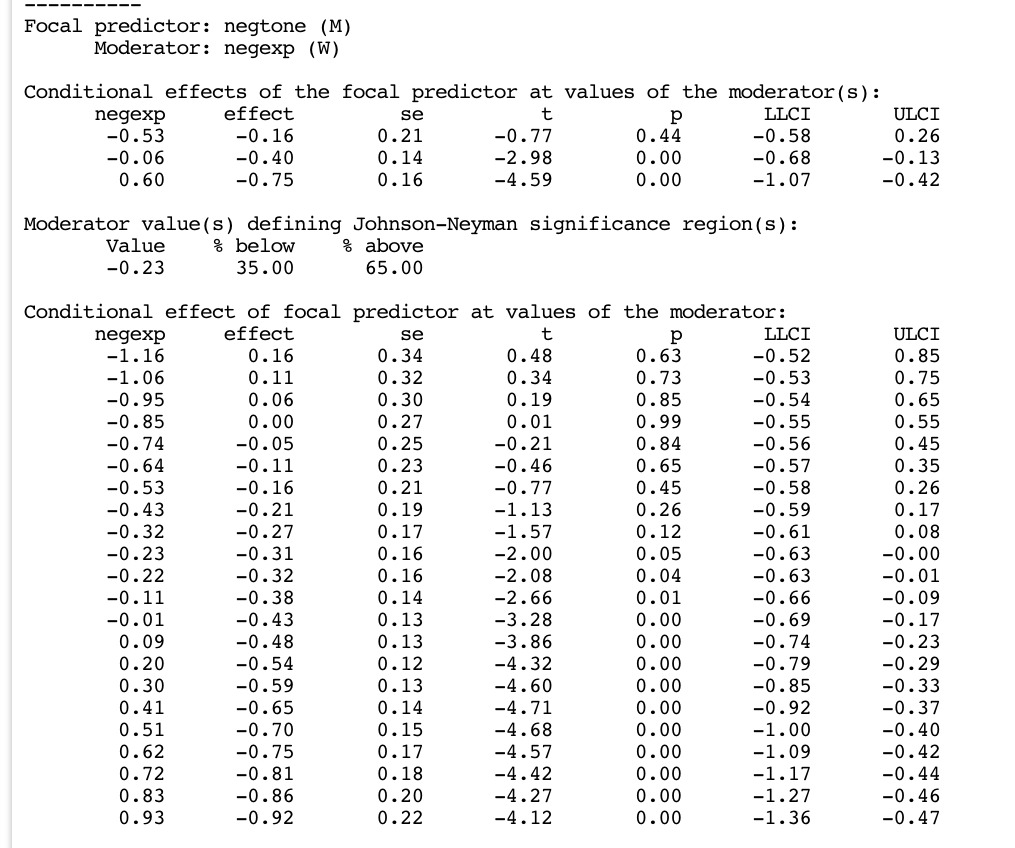 ----------
Focal predictor: negtone (M)
Moderator: negexp (W)
Conditional effects of the focal predictor at values of the moderator(s):
negexp effect se t p LLCI ULCI
-0.53 -0.16 0.21 -0.77 0.44 -0.58 0.26
-0.06 -0.40 0.14 -2.98 0.00 -0.68 -0.13
0.60 -0.75 0.16 -4.59 0.00 -1.07 -0.42
Moderator value(s) defining Johnson-Neyman significance region(s):
Value % below % above
-0.23 35.00 65.00
Conditional effect of focal predictor at values of the moderator:
negexp effect se t p LLCI ULCI
-1.16 0.16 0.34 0.48 0.63 -0.52 0.85
-1.06 0.11 0.32 0.34 0.73 -0.53 0.75
-0.95 0.06 0.30 0.19 0.85 -0.54 0.65
-0.85 0.00 0.27 0.01 0.99 -0.55 0.55
-0.74 -0.05 0.25 -0.21 0.84 -0.56 0.45
-0.64 -0.11 0.23 -0.46 0.65 -0.57 0.35
-0.53 -0.16 0.21 -0.77 0.45 -0.58 0.26
-0.43 -0.21 0.19 -1.13 0.26 -0.59 0.17
-0.32 -0.27 0.17 -1.57 0.12 -0.61 0.08
-0.23 -0.31 0.16 -2.00 0.05 -0.63 -0.00
-0.22 -0.32 0.16 -2.08 0.04 -0.63 -0.01
-0.11 -0.38 0.14 -2.66 0.01 -0.66 -0.09
-0.01 -0.43 0.13 -3.28 0.00 -0.69 -0.17
0.09 -0.48 0.13 -3.86 0.00 -0.74 -0.23
0.20 -0.54 0.12 -4.32 0.00 -0.79 -0.29
0.30 -0.59 0.13 -4.60 0.00 -0.85 -0.33
0.41 -0.65 0.14 -4.71 0.00 -0.92 -0.37
0.51 -0.70 0.15 -4.68 0.00 -1.00 -0.40
0.62 -0.75 0.17 -4.57 0.00 -1.09 -0.42
0.72 -0.81 0.18 -4.42 0.00 -1.17 -0.44
0.83 -0.86 0.20 -4.27 0.00 -1.27 -0.46
0.93 -0.92 0.22 -4.12 0.00 -1.36 -0.47